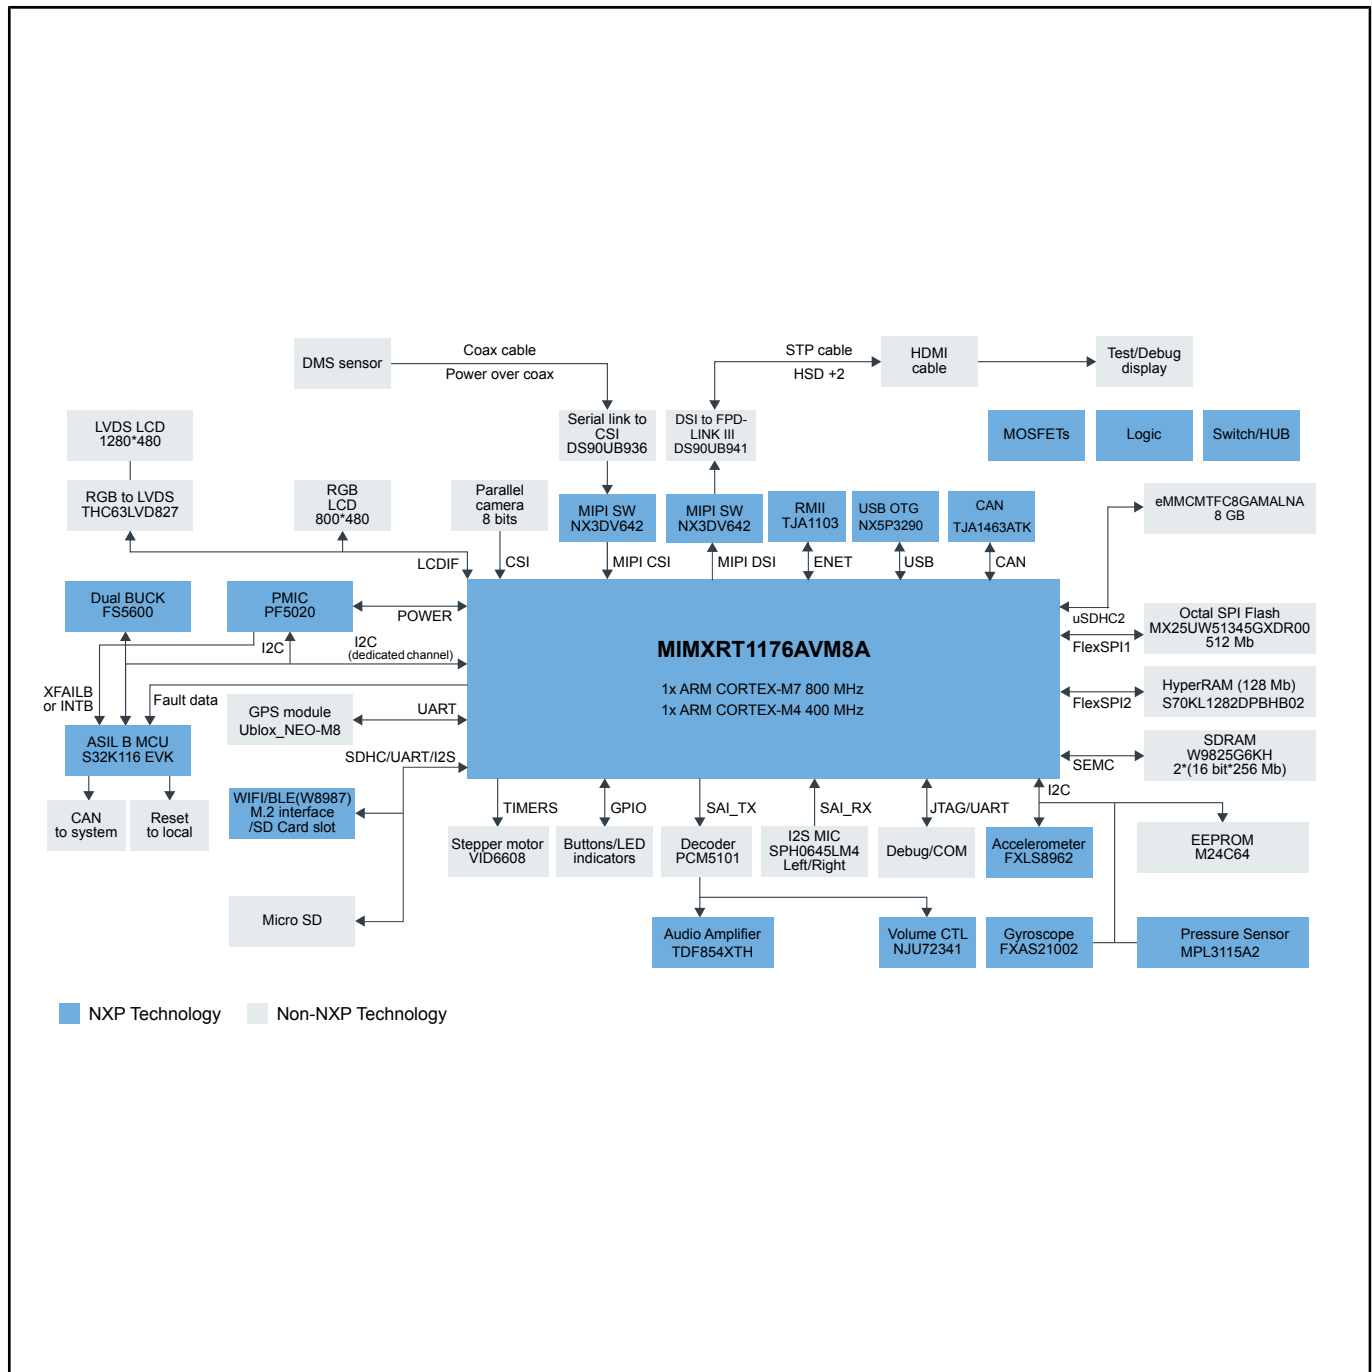 DMS sensor
Coax cable
Power over coax
STP cable
HSD +2
HDMI
cable
Test/Debug
display
LVDS LCD
1280*480
Serial link to
CSI
DS90UB936
DSI to FPD-
LINK III
DS90UB941
MOSFETs
Logic
Switch/HUB
RGB to LVDS
THC63LVD827
RGB
LCD
800*480
Parallel
camera
8 bits
MIPI SW
NX3DV642
MIPI SW
NX3DV642
RMII
TJA1103
USB OTG
NX5P3290
CAN
TJA1463ATK
eMMCMTFC8GAMALNA
8 GB
LCDIF
CSI
MIPI CSI
MIPI DSI
ENET
USB
CAN
Dual BUCK
FS5600
PMIC
PF5020
POWER
I2C
I2C
(dedicated channel)
uSDHC2
FlexSPI1
Octal SPI Flash
MX25UW51345GXDR00
512 Mb
MIMXRT1176AVM8A
1x ARM CORTEX-M7 800 MHz
1x ARM CORTEX-M4 400 MHz
XFAILB
or INTB
Fault data
GPS module
Ublox_NEO-M8
UART
FlexSPI2
HyperRAM (128 Mb)
S70KL1282DPBHB02
ASIL B MCU
S32K116 EVK
SDHC/UART/I2S
SEMC
SDRAM
W9825G6KH
2*(16 bit*256 Mb)
CAN
to system
Reset
to local
WIFI/BLE(W8987)
M.2 interface
/SD Card slot
TIMERS
GPIO
SAI_TX
SAI_RX
JTAG/UART
I2C
Stepper motor
VID6608
Buttons/LED
indicators
Decoder
PCM5101
I2S MIC
SPH0645LM4
Left/Right
Debug/COM
Accelerometer
FXLS8962
EEPROM
M24C64
Micro SD
Audio Amplifier
TDF854XTH
Volume CTL
NJU72341
Gyroscope
FXAS21002
Pressure Sensor
MPL3115A2
NXP Technology
Non-NXP Technology